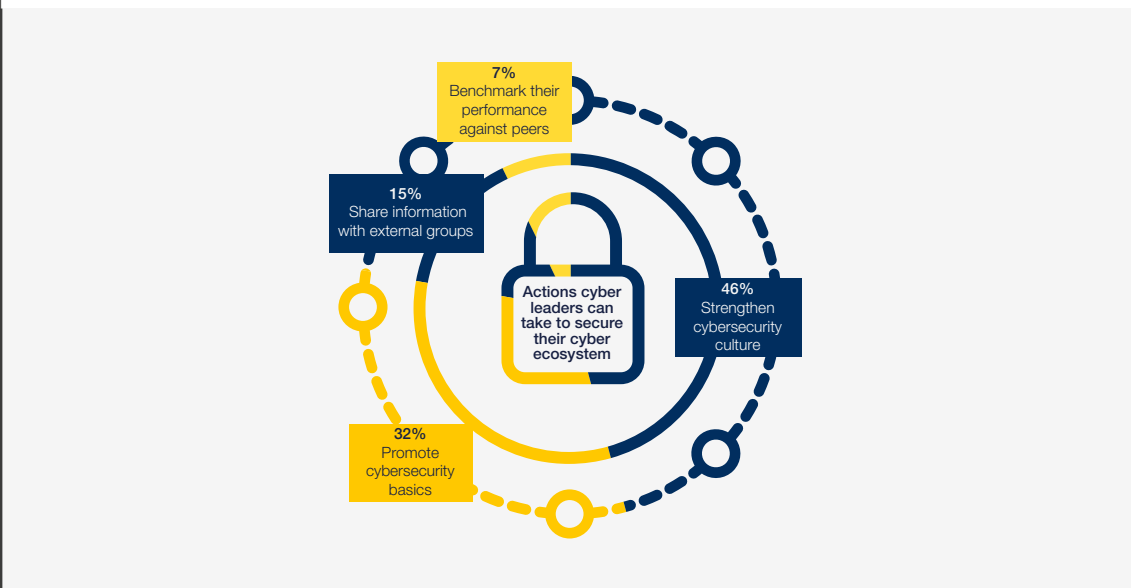 7%
Benchmark their
performance
against peers
15%
Share information
with external groups
46%
Strengthen
cybersecurity
culture
Actions cyber
leaders can
take to secure
their cyber
ecosystem
32%
Promote
cybersecurity
basics